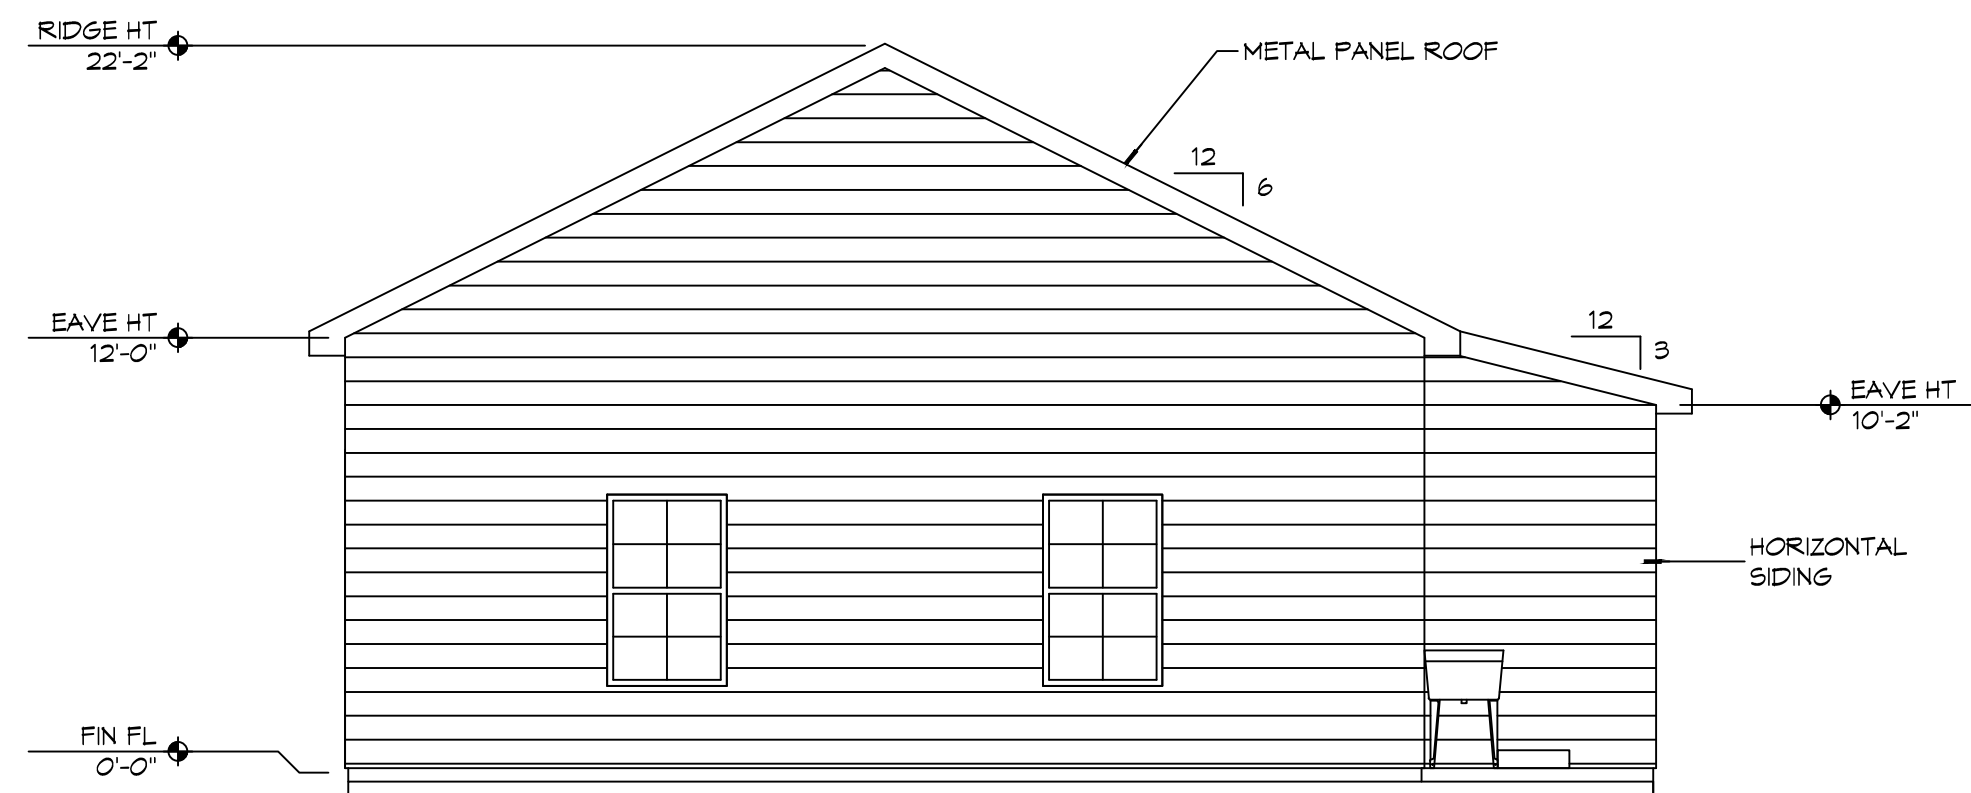 RIDGE HT
22'-2"
METAL PANEL ROOF
12
6
EAVE HT
12'-0"
12
3
EAVE HT
10'-2"
HORIZONTAL
SIDING
FIN FL
0'-0"